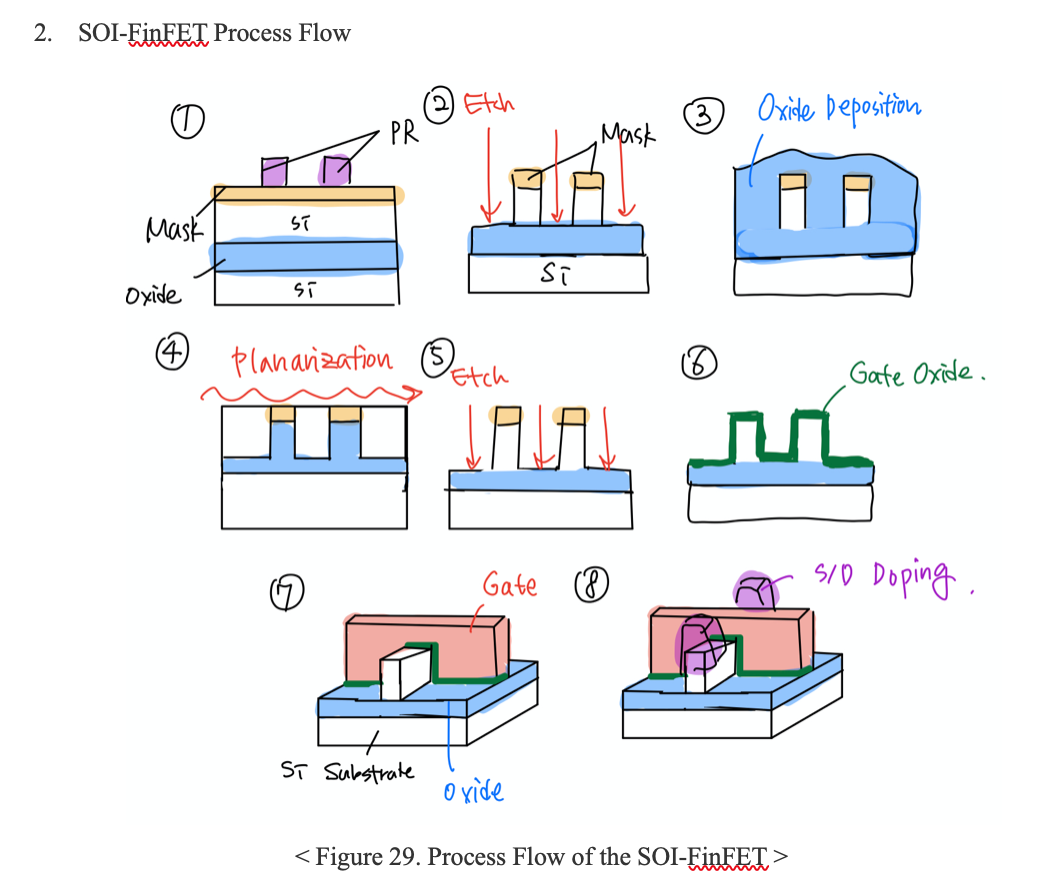 2. SOI-FinFET Process Flow
①
PR
Mask
Si
Oxide
Si
② Etch
Mask
Si
③ Oxide Deposition
④ Planarization
⑤ Etch
⑥
Gate Oxide.
⑦
Gate
Si Substrate
Oxide
⑧
S/D Doping.
< Figure 29. Process Flow of the SOI-FinFET >